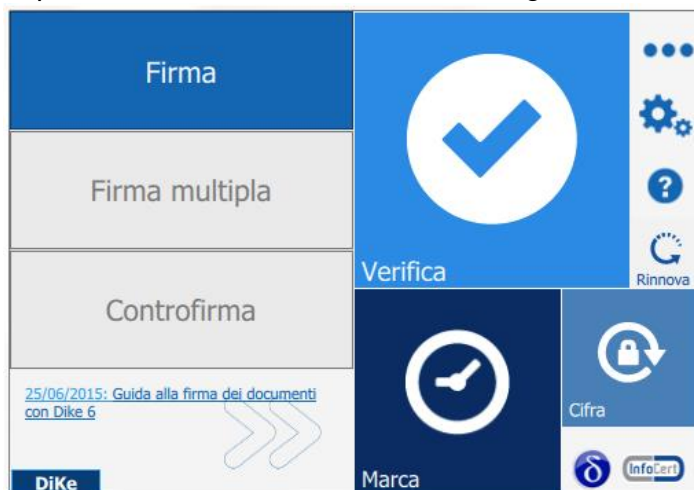 Firma
Firma multipla
Controfirma
25/06/2015: Guida alla firma dei documenti
con Dike 6
DiKe
Verifica
Marca
?
Rinnova
Cifra
δ
InfoCert